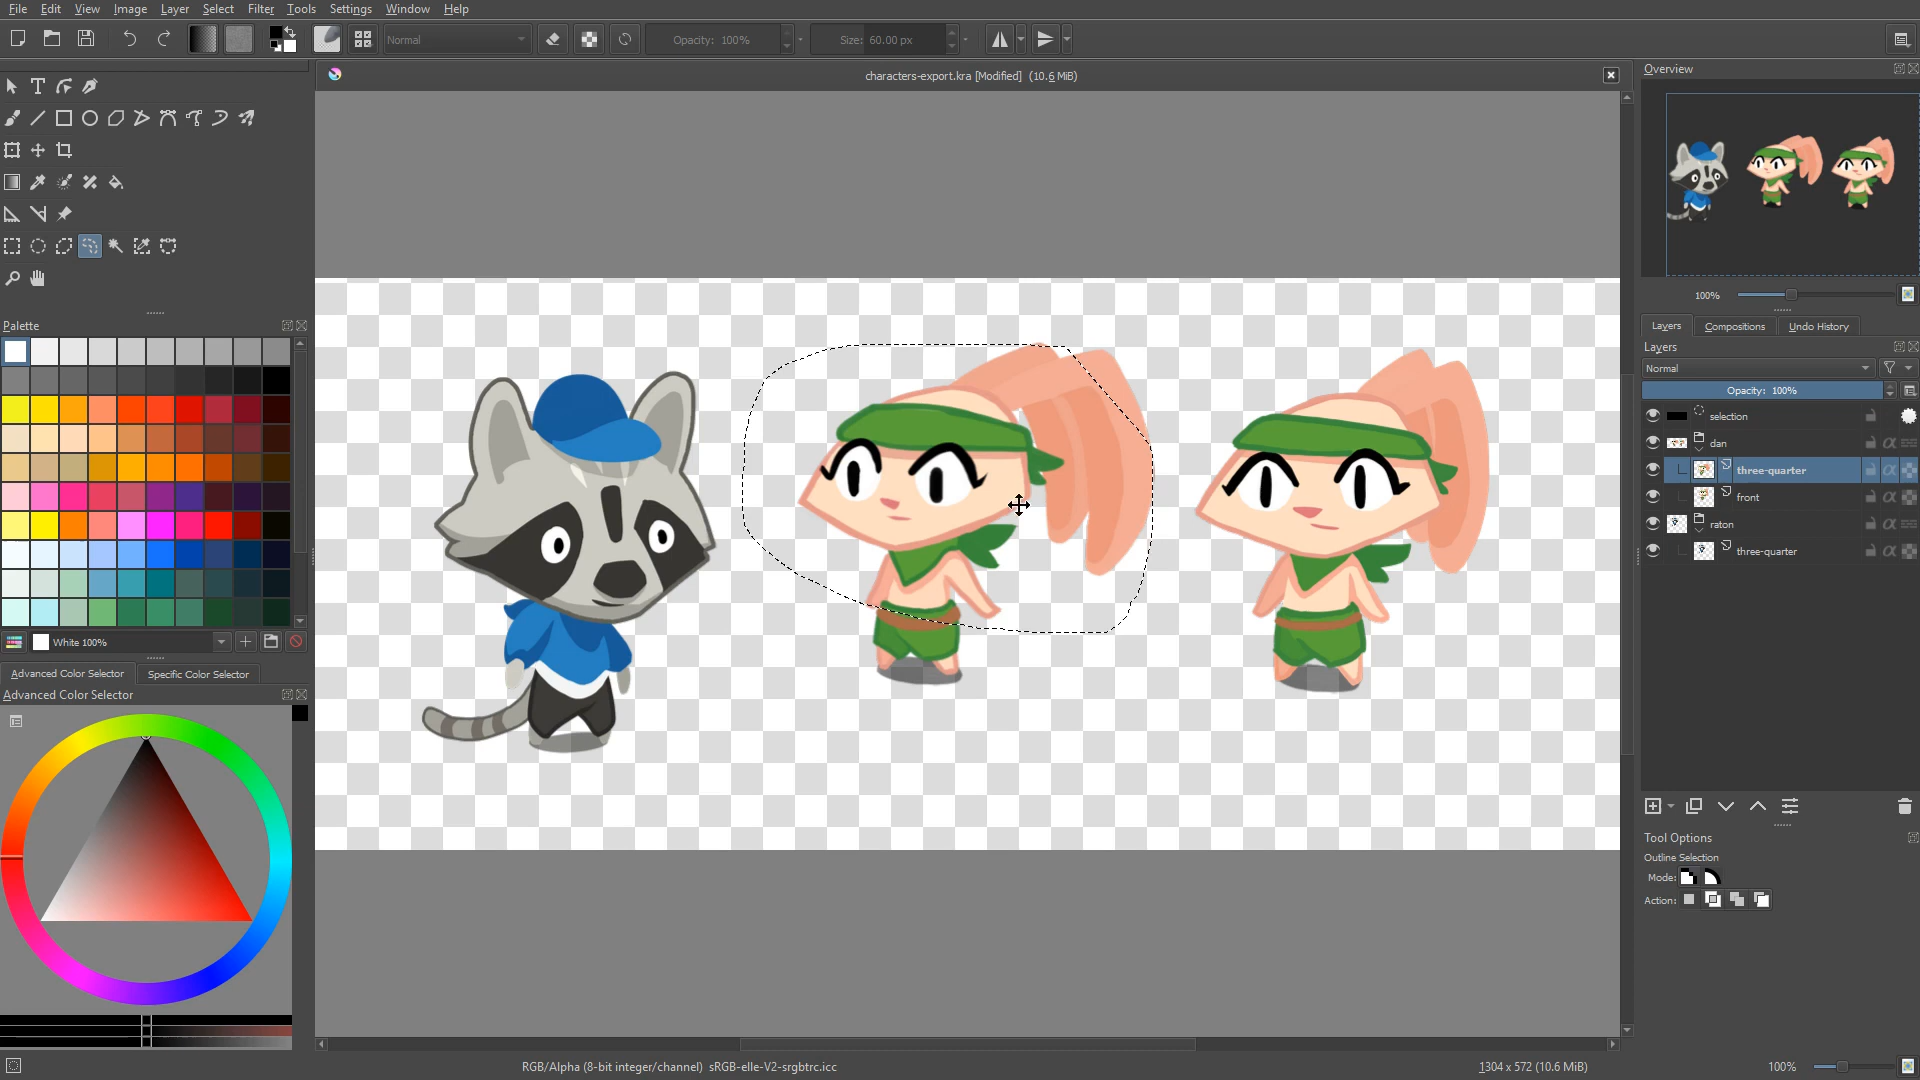 File Edit View Image Layer Select Filter Tools Settings Window Help
Normal
Opacity: 100%
Size: 60.00 px
characters-export.kra [Modified] (10.6 MiB)
Overview
100%
Layers Compositions Undo History
Layers
Normal
Opacity: 100%
selection
dan
three-quarter
front
raton
three-quarter
Tool Options
Outline Selection
Mode:
Action:
Palette
White 100%
Advanced Color Selector Specific Color Selector
Advanced Color Selector
RGB/Alpha (8-bit integer/channel) sRGB-elle-V2-srgbtrc.icc
1304 x 572 (10.6 MiB)
100%